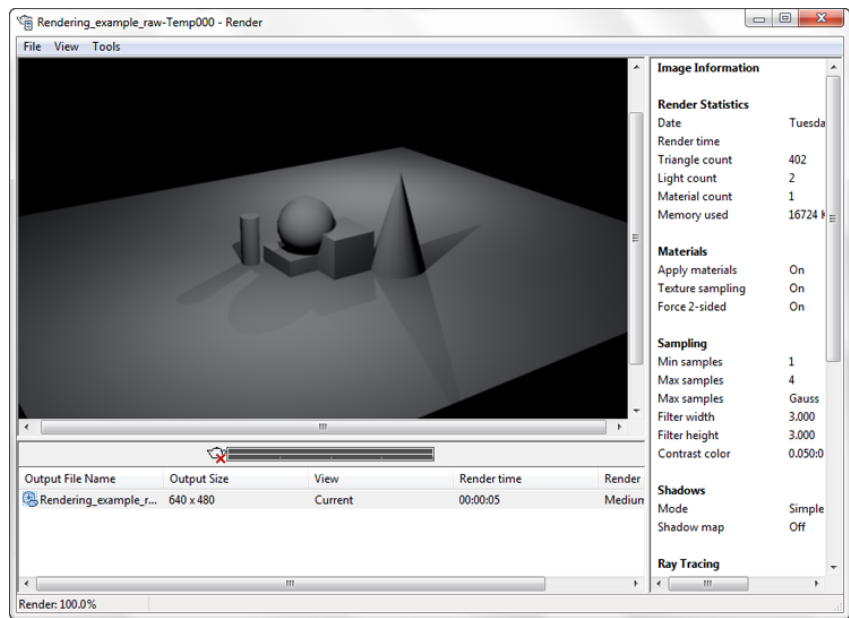 Rendering_example_raw-Temp000 - Render
File View Tools
Image Information
Render Statistics
Date Tuesda
Render time
Triangle count 402
Light count 2
Material count 1
Memory used 16724 K
Materials
Apply materials On
Texture sampling On
Force 2-sided On
Sampling
Min samples 1
Max samples 4
Max samples Gauss
Filter width 3.000
Filter height 3.000
Contrast color 0.050:0
Shadows
Mode Simple
Shadow map Off
Ray Tracing
Output File Name Output Size View Render time Render
Rendering_example_r... 640 x 480 Current 00:00:05 Medium
Render: 100.0%